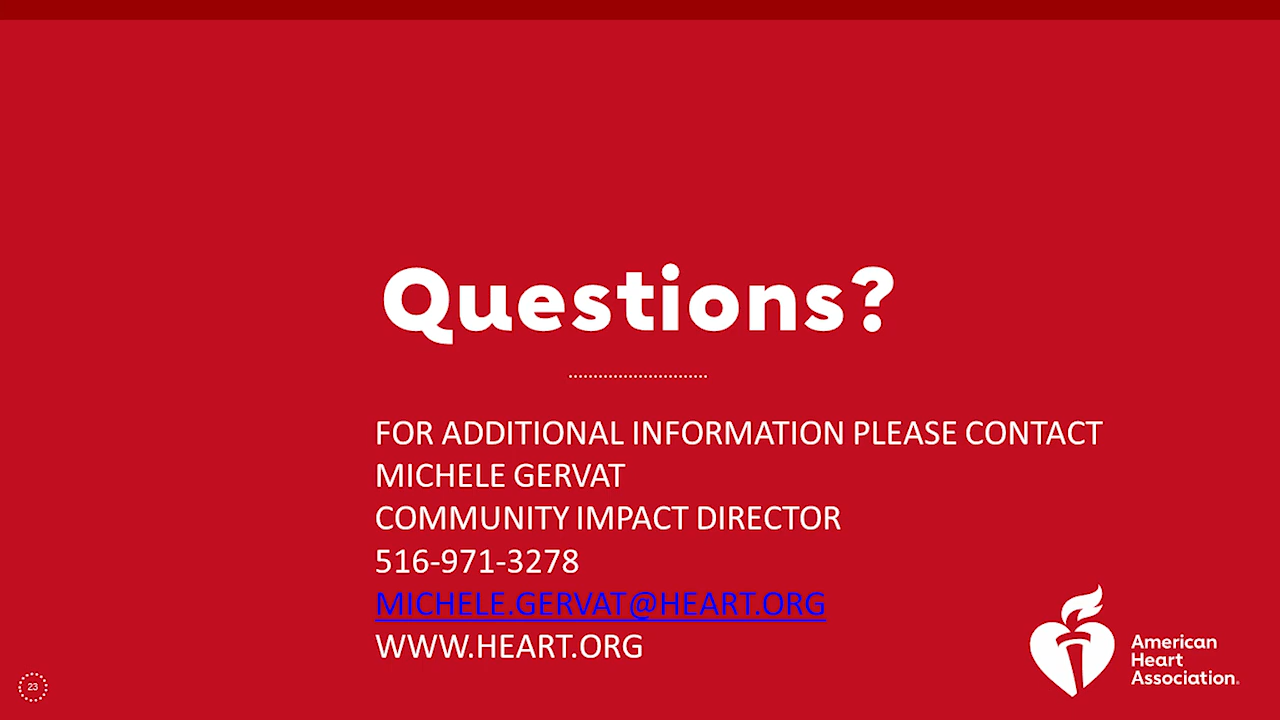 Questions?
FOR ADDITIONAL INFORMATION PLEASE CONTACT
MICHELE GERVAT
COMMUNITY IMPACT DIRECTOR
516-971-3278
MICHELE.GERVAT@HEART.ORG
WWW.HEART.ORG
American
Heart
Association.
23